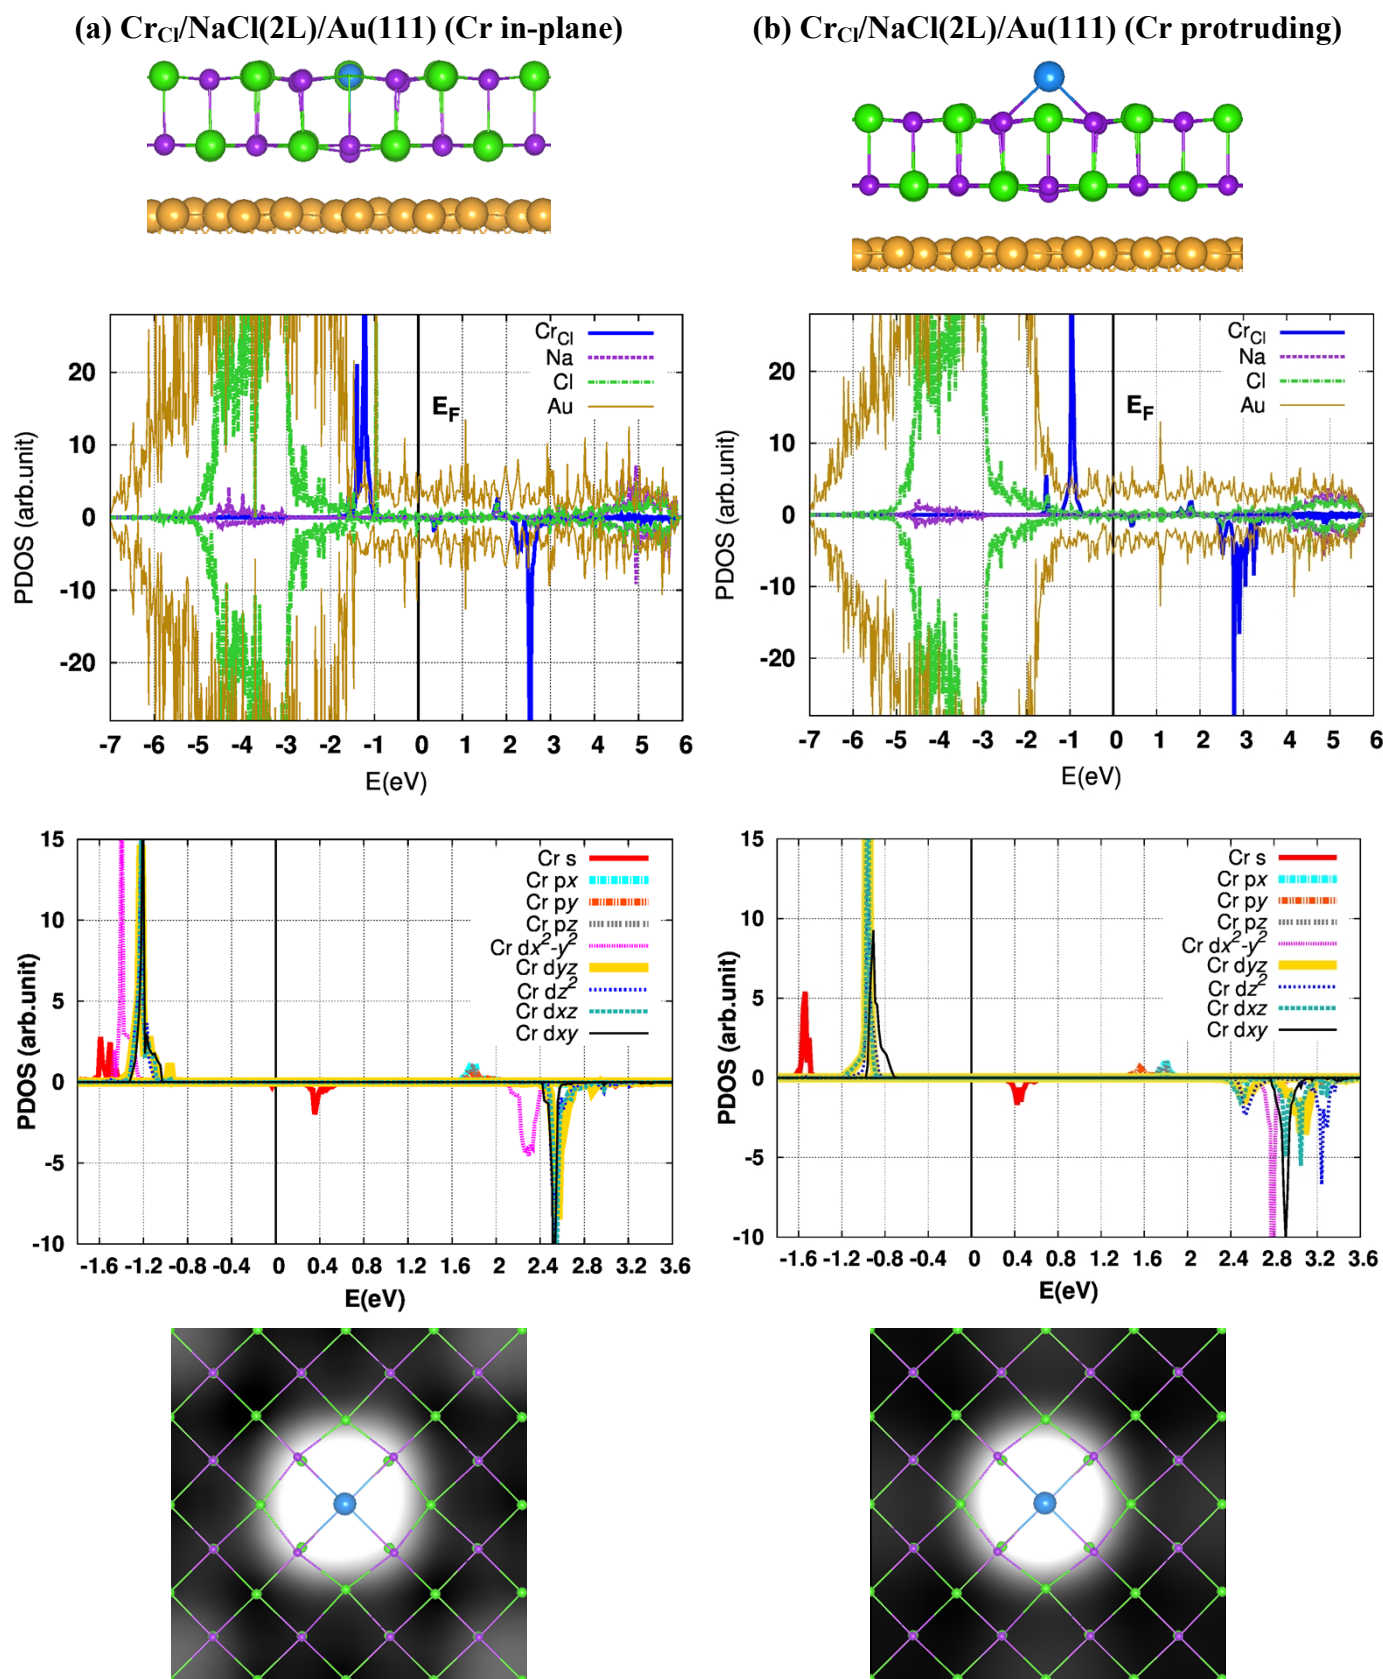 (a) CrCl/NaCl(2L)/Au(111) (Cr in-plane)
(b) CrCl/NaCl(2L)/Au(111) (Cr protruding)
PDOS (arb.unit)
20
10
0
-10
-20
CrCl
Na
Cl
Au
EF
-7 -6 -5 -4 -3 -2 -1 0 1 2 3 4 5 6
E(eV)
PDOS (arb.unit)
20
10
0
-10
-20
CrCl
Na
Cl
Au
EF
-7 -6 -5 -4 -3 -2 -1 0 1 2 3 4 5 6
E(eV)
PDOS (arb.unit)
15
10
5
0
-5
-10
Cr s
Cr px
Cr py
Cr pz
Cr dx²-y²
Cr dyz
Cr dz²
Cr dxz
Cr dxy
-1.6 -1.2 -0.8 -0.4 0 0.4 0.8 1.2 1.6 2 2.4 2.8 3.2 3.6
E(eV)
PDOS (arb.unit)
15
10
5
0
-5
-10
Cr s
Cr px
Cr py
Cr pz
Cr dx²-y²
Cr dyz
Cr dz²
Cr dxz
Cr dxy
-1.6 -1.2 -0.8 -0.4 0 0.4 0.8 1.2 1.6 2 2.4 2.8 3.2 3.6
E(eV)